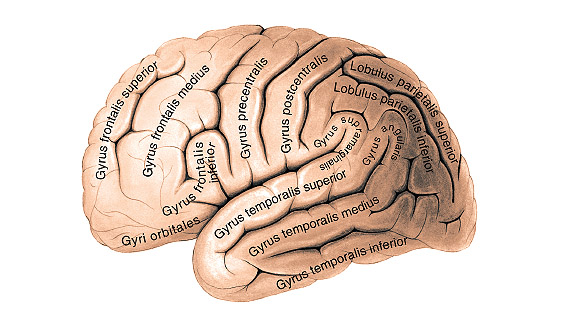 Gyrus frontalis superior
Gyrus frontalis medius
Gyrus precentralis
Gyrus postcentralis
Lobulus parietalis superior
Lobulus parietalis inferior
Gyrus supramarginalis
Gyrus angularis
Gyrus frontalis
inferior
Gyri orbitales
Gyrus temporalis superior
Gyrus temporalis medius
Gyrus temporalis inferior